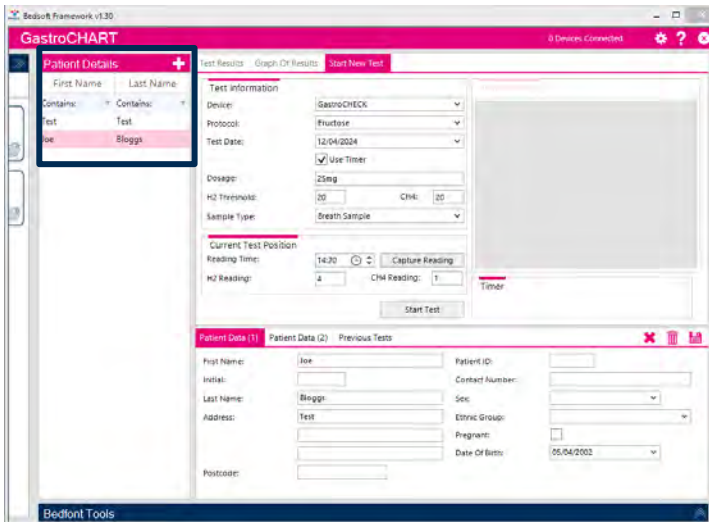 Bedsoft Framework v1.30
GastroCHART
0 Devices Connected
?
Patient Details
First Name Last Name
Contains: Contains:
Test Test
Joe Bloggs
Test Results Graph Of Results Start New Test
Test Information
Device: GastroCHECK
Protocol: Fructose
Test Date: 12/04/2024
Use Timer
Dosage: 25mg
H2 Threshold: 20 CH4: 20
Sample Type: Breath Sample
Current Test Position
Reading Time: 14:20 Capture Reading
H2 Reading: 4 CH4 Reading: 1
Start Test
Timer
Patient Data (1) Patient Data (2) Previous Tests
First Name: Joe Patient ID:
Initial: Contact Number:
Last Name: Bloggs Sex:
Address: Test Ethnic Group:
Pregnant:
Date Of Birth: 05/04/2002
Postcode:
Bedfont Tools